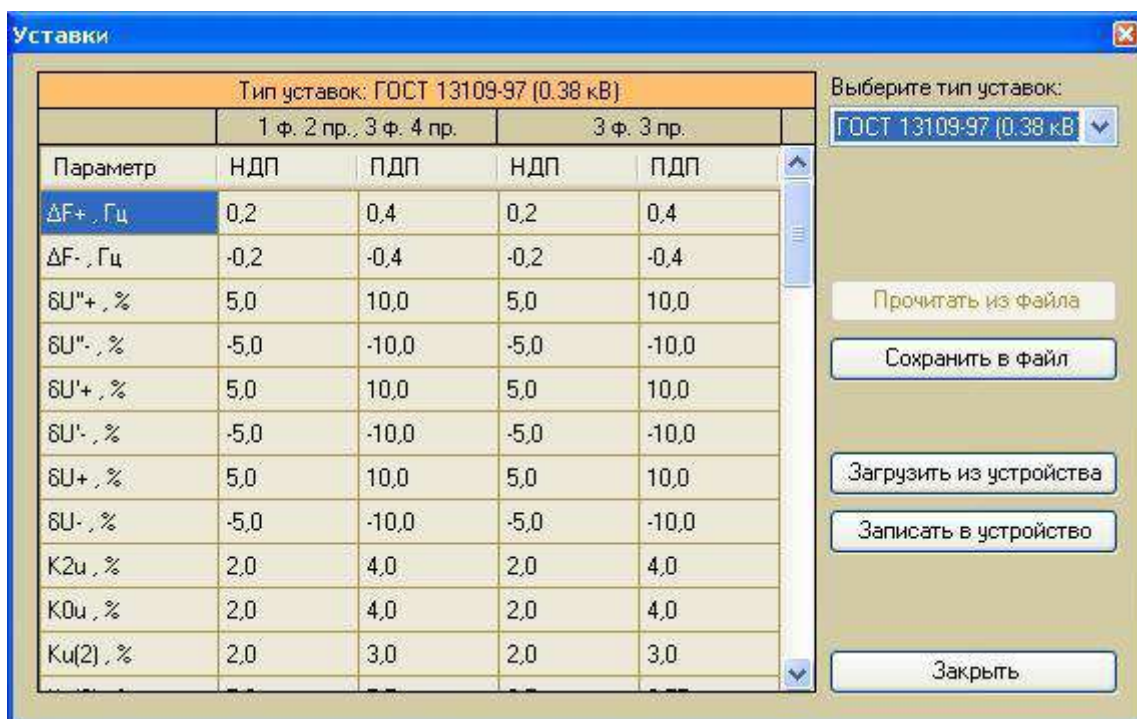 Уставки
Тип уставок: ГОСТ 13109-97 (0.38 кВ)
1 ф. 2 пр., 3 ф. 4 пр. 3 ф. 3 пр.
Параметр НДП ПДП НДП ПДП
ΔF+ , Гц 0,2 0,4 0,2 0,4
ΔF- , Гц -0,2 -0,4 -0,2 -0,4
δU"+ , % 5,0 10,0 5,0 10,0
δU"- , % -5,0 -10,0 -5,0 -10,0
δU'+ , % 5,0 10,0 5,0 10,0
δU'- , % -5,0 -10,0 -5,0 -10,0
δU+ , % 5,0 10,0 5,0 10,0
δU- , % -5,0 -10,0 -5,0 -10,0
K2u , % 2,0 4,0 2,0 4,0
K0u , % 2,0 4,0 2,0 4,0
Ku(2) , % 2,0 3,0 2,0 3,0
Выберите тип уставок:
ГОСТ 13109-97 (0.38 кВ
Прочитать из файла
Сохранить в файл
Загрузить из устройства
Записать в устройство
Закрыть